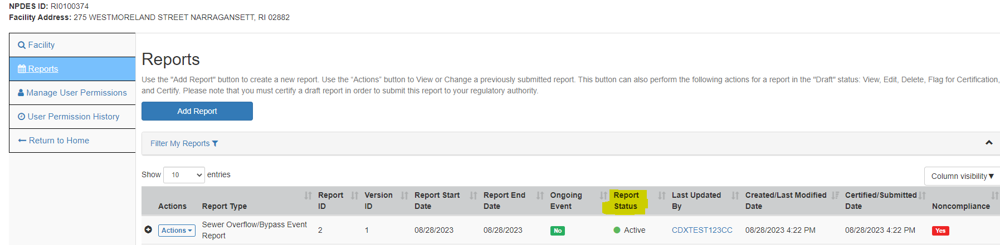 NPDES ID: RI0100374
Facility Address: 275 WESTMORELAND STREET NARRAGANSETT, RI 02882
Facility
Reports
Manage User Permissions
User Permission History
Return to Home
Reports
Use the "Add Report" button to create a new report. Use the “Actions” button to View or Change a previously submitted report. This button can also perform the following actions for a report in the "Draft" status: View, Edit, Delete, Flag for Certification,
and Certify. Please note that you must certify a draft report in order to submit this report to your regulatory authority.
Add Report
Filter My Reports
Show 10 entries
Column visibility▼
Actions
Report Type
Report ID
Version ID
Report Start Date
Report End Date
Ongoing Event
Report Status
Last Updated By
Created/Last Modified Date
Certified/Submitted Date
Noncompliance
Actions
Sewer Overflow/Bypass Event Report
2
1
08/28/2023
08/28/2023
No
Active
CDXTEST123CC
08/28/2023 4:22 PM
08/28/2023 4:22 PM
Yes